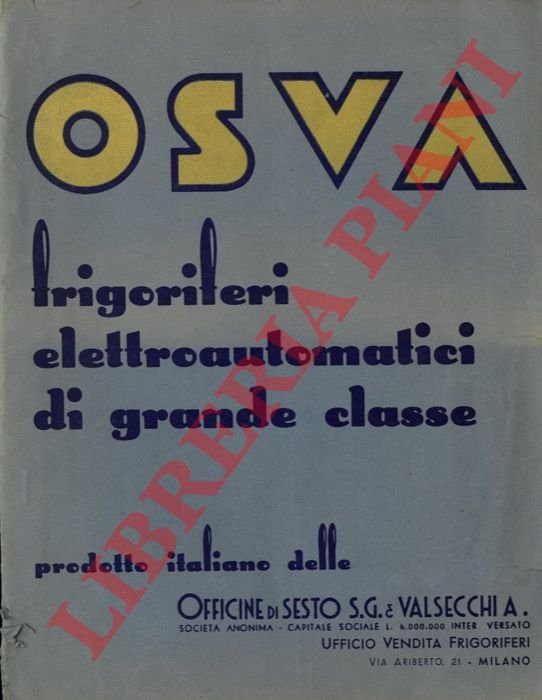 OSVA
frigoriferi
elettroautomatici
di grande classe
prodotto italiano delle
OFFICINE DI SESTO S.G. E VALSECCHI A.
SOCIETÀ ANONIMA - CAPITALE SOCIALE L. 6.000.000 INTER. VERSATO
UFFICIO VENDITA FRIGORIFERI
VIA ARIBERTO, 21 - MILANO
LIBRERIA PIANI